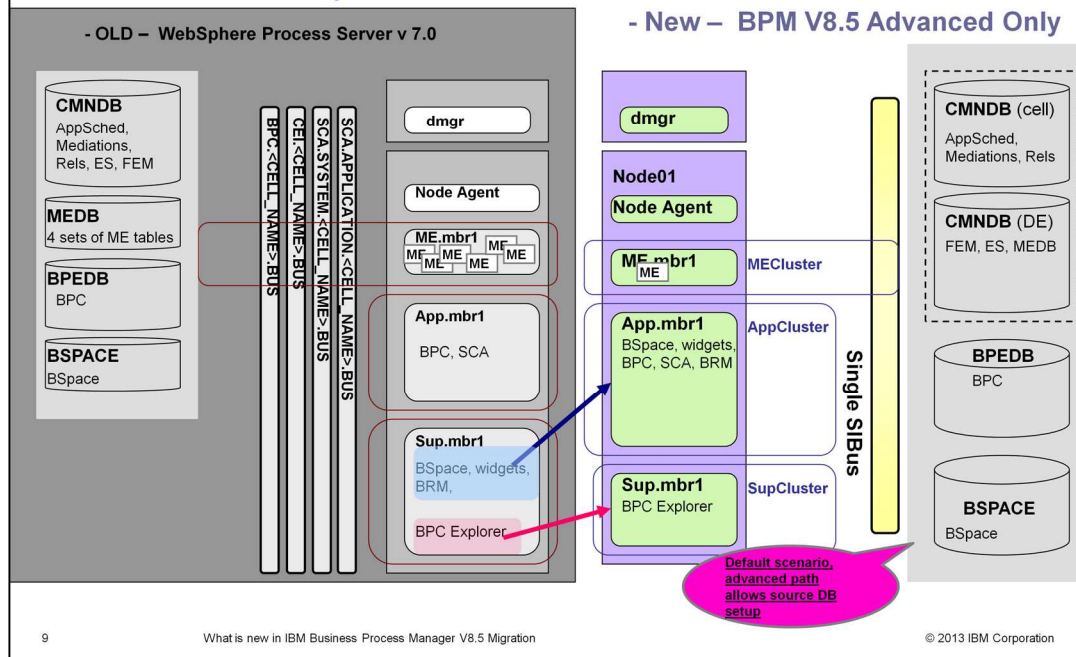 - OLD – WebSphere Process Server v 7.0
- New – BPM V8.5 Advanced Only
CMNDB
AppSched,
Mediations,
Rels, ES, FEM
MEDB
4 sets of ME tables
BPEDB
BPC
BSPACE
BSpace
BPC.<CELL_NAME>.BUS
CEI.<CELL_NAME>.BUS
SCA.SYSTEM.<CELL_NAME>.BUS
SCA.APPLICATION.<CELL_NAME>.BUS
dmgr
Node Agent
ME.mbr1
ME
ME
ME
ME
ME
ME
App.mbr1
BPC, SCA
Sup.mbr1
BSpace, widgets,
BRM,
BPC Explorer
dmgr
Node01
Node Agent
ME.mbr1
ME
MECluster
App.mbr1
BSpace, widgets,
BPC, SCA, BRM
AppCluster
Sup.mbr1
BPC Explorer
SupCluster
Single SIBus
CMNDB (cell)
AppSched,
Mediations, Rels
CMNDB (DE)
FEM, ES, MEDB
BPEDB
BPC
BSPACE
BSpace
Default scenario,
advanced path
allows source DB
setup
9
What is new in IBM Business Process Manager V8.5 Migration
© 2013 IBM Corporation